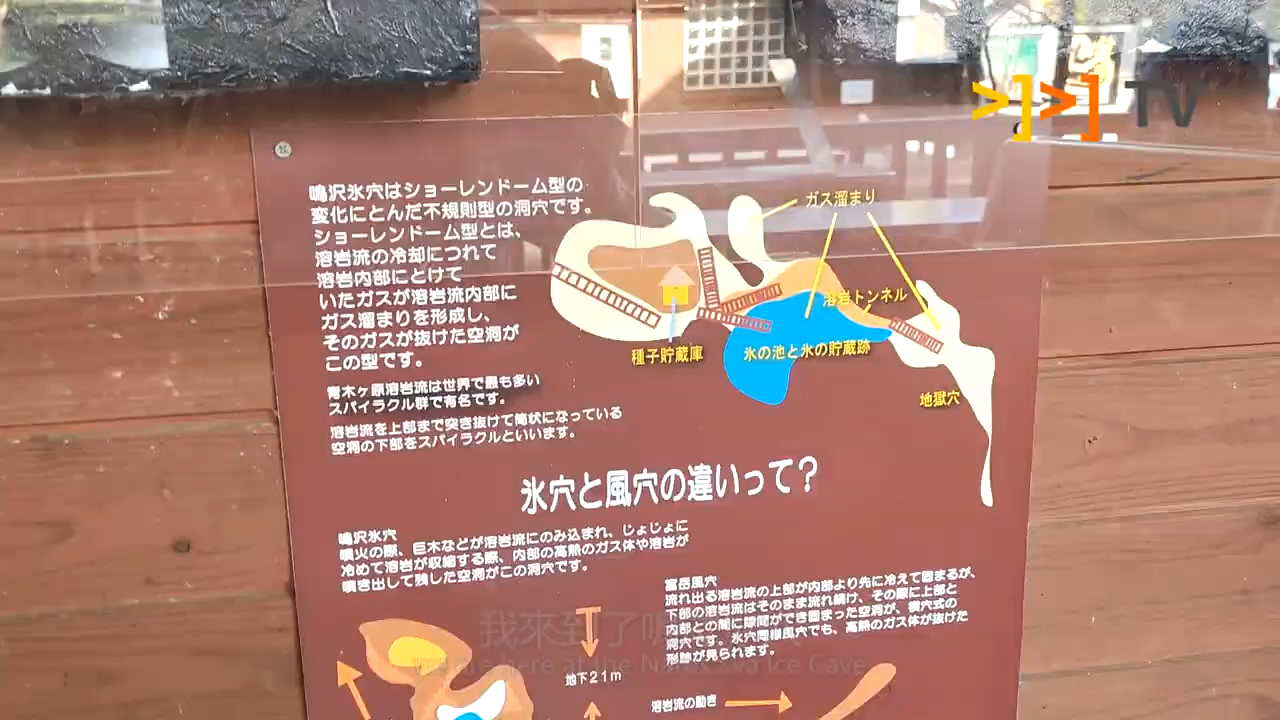 TV
鳴沢氷穴はショーレンドーム型の
変化にとんだ不規則型の洞穴です。
ショーレンドーム型とは、
溶岩流の冷却につれて
溶岩内部にとけて
いたガスが溶岩流内部に
ガス溜まりを形成し、
そのガスが抜けた空洞が
この型です。
青木ヶ原溶岩流は世界で最も多い
スパイラクル群で有名です。
溶岩流を上部まで突き抜けて筒状になっている
空洞の下部をスパイラクルといいます。
ガス溜まり
溶岩トンネル
種子貯蔵庫
氷の池と氷の貯蔵跡
地獄穴
氷穴と風穴の違いって？
鳴沢氷穴
噴火の際、巨木などが溶岩流にのみ込まれ、じょじょに
冷めて溶岩が収縮する際、内部の高熱のガス体や溶岩が
噴き出して残した空洞がこの洞穴です。
富岳風穴
流れ出る溶岩流の上部が内部より先に冷えて固まるが、
下部の溶岩流はそのまま流れ続け、その際に上部と
内部との間に隙間ができ固まった空洞が、横穴式の
洞穴です。氷穴同様風穴でも、高熱のガス体が抜けた
形跡が見られます。
地下21m
溶岩流の動き
我來到了
here at the Narusawa Ice Cave